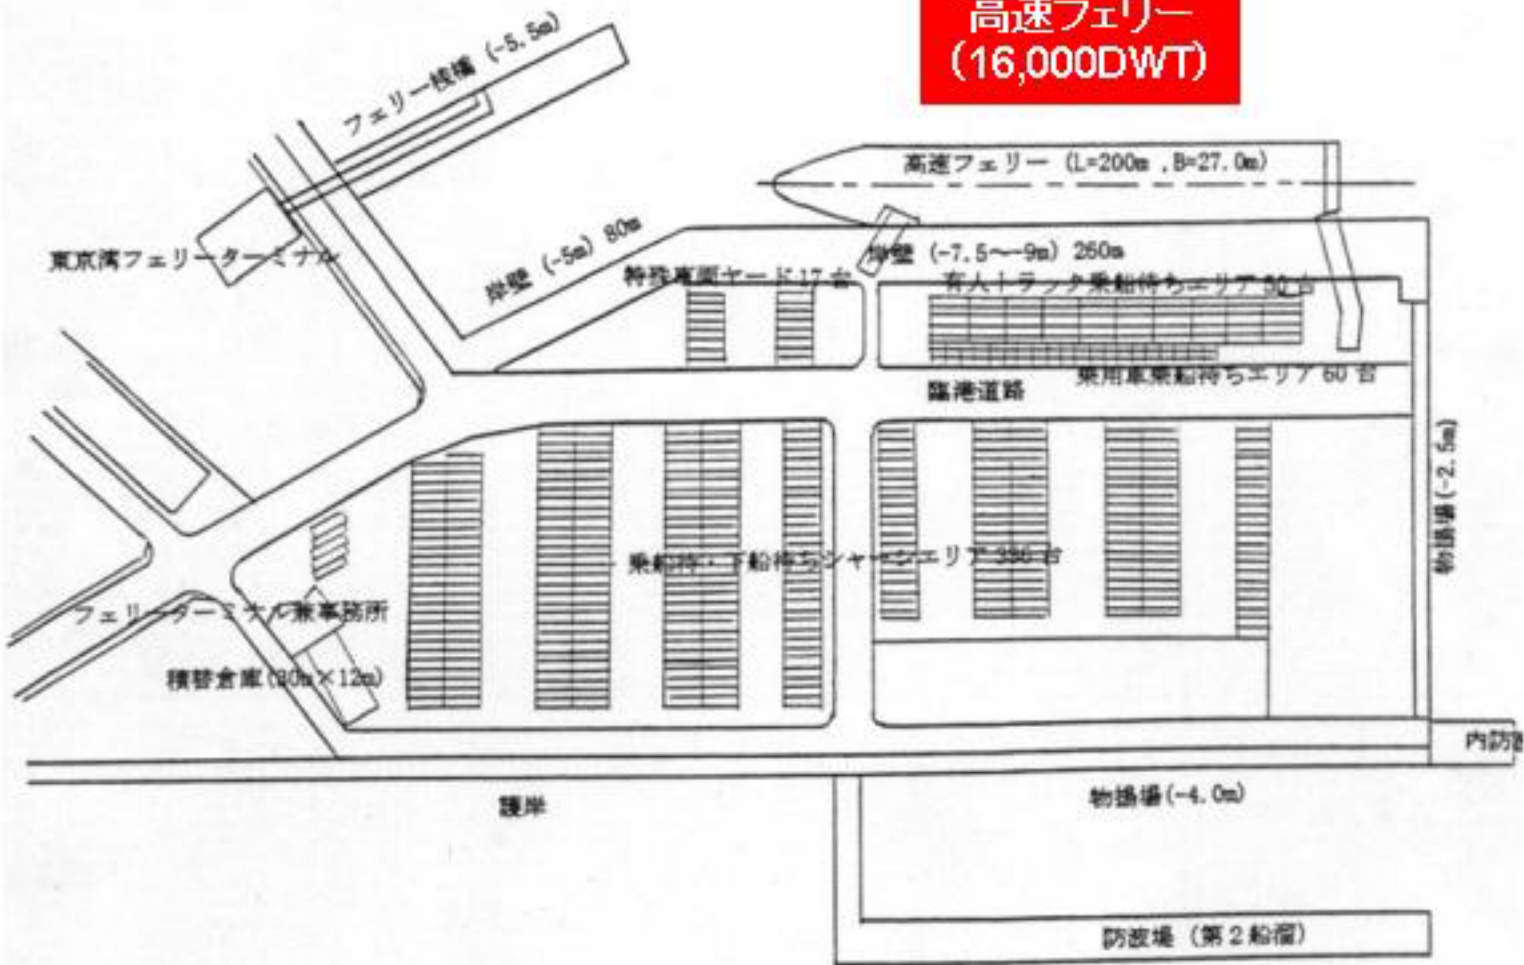 高速フェリー
(16,000DWT)
フェリー桟橋 (-5.5m)
高速フェリー (L=200m ,B=27.0m)
東京湾フェリーターミナル
岸壁 (-5m) 80m
岸壁 (-7.5〜-9m) 260m
特殊車両ヤード 17 台
有人トラック乗船待ちエリア 50 台
乗用車乗船待ちエリア 60 台
臨港道路
物揚場(-2.5m)
乗船待・下船待ちシャーシエリア 336 台
フェリーターミナル兼事務所
積替倉庫(30m×12m)
内防
護岸
物揚場(-4.0m)
防波堤 (第2船溜)